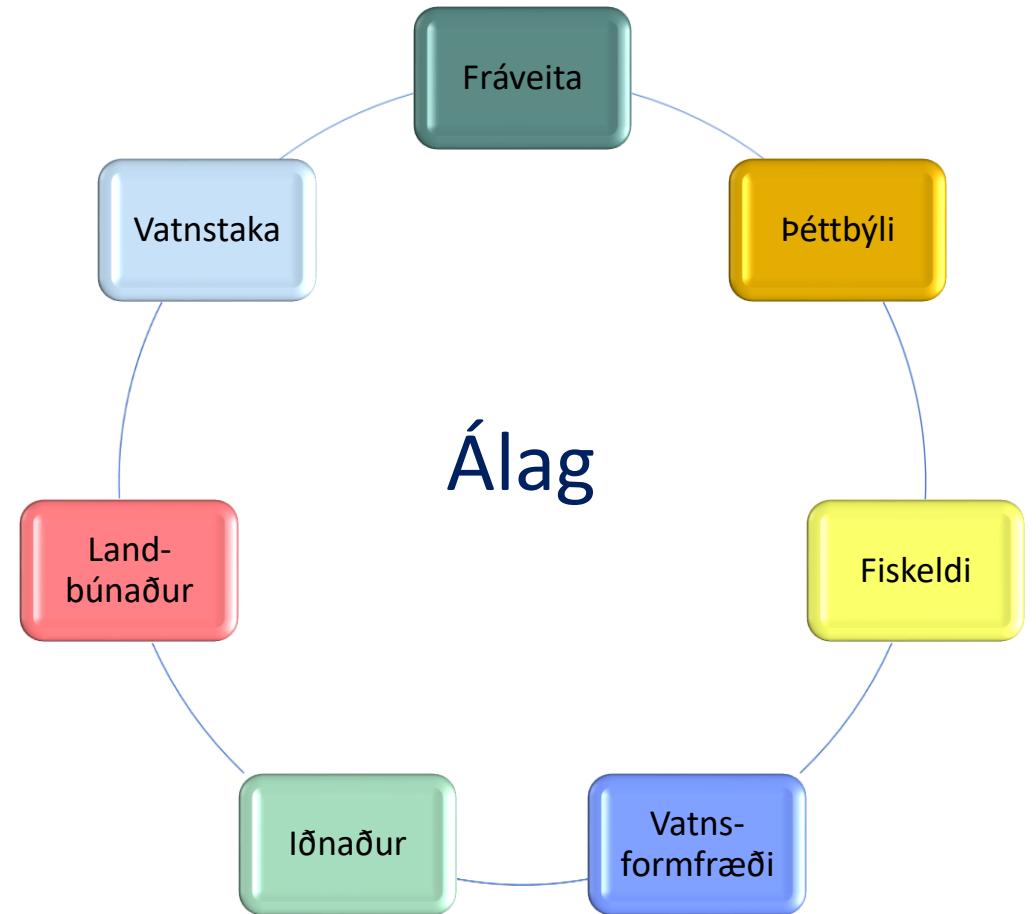 Fráveita
Þéttbýli
Fiskeldi
Vatns-
formfræði
Iðnaður
Land-
búnaður
Vatnstaka
Álag